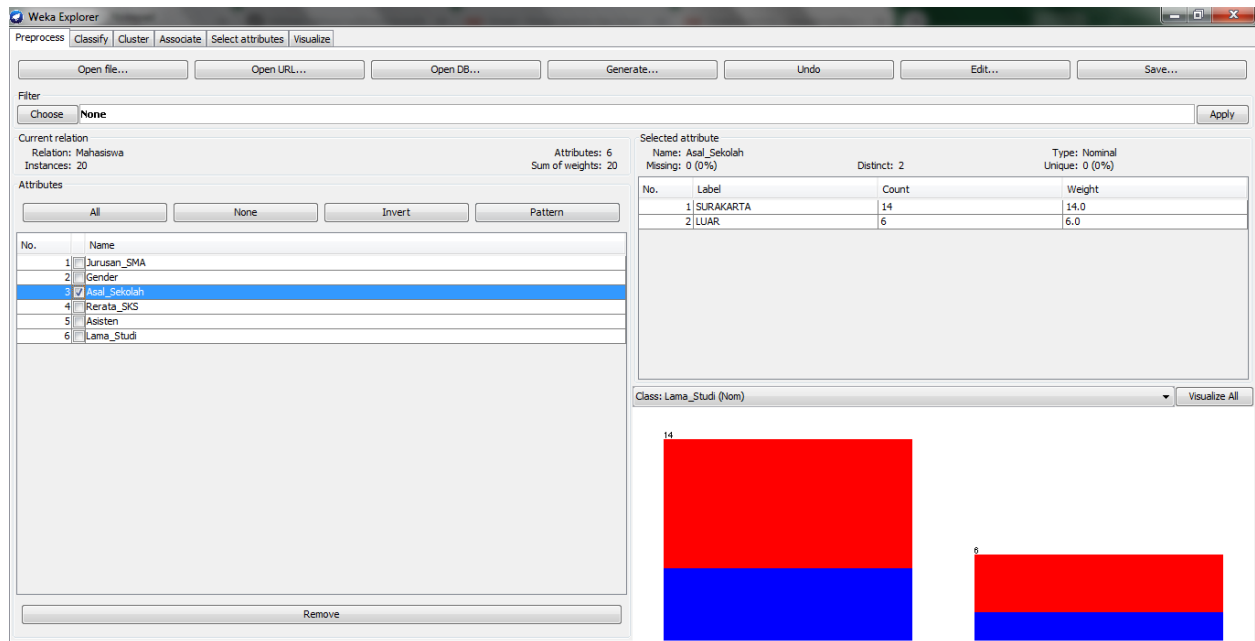 Weka Explorer
Preprocess Classify Cluster Associate Select attributes Visualize
Open file... Open URL... Open DB... Generate... Undo Edit... Save...
Filter
Choose None Apply
Current relation
Relation: Mahasiswa Attributes: 6
Instances: 20 Sum of weights: 20
Attributes
All None Invert Pattern
No. Name
1 Jurusan_SMA
2 Gender
3 Asal_Sekolah
4 Rerata_SKS
5 Asisten
6 Lama_Studi
Remove
Selected attribute
Name: Asal_Sekolah Type: Nominal
Missing: 0 (0%) Distinct: 2 Unique: 0 (0%)
No. Label Count Weight
1 SURAKARTA 14 14.0
2 LUAR 6 6.0
Class: Lama_Studi (Nom) Visualize All
14
6